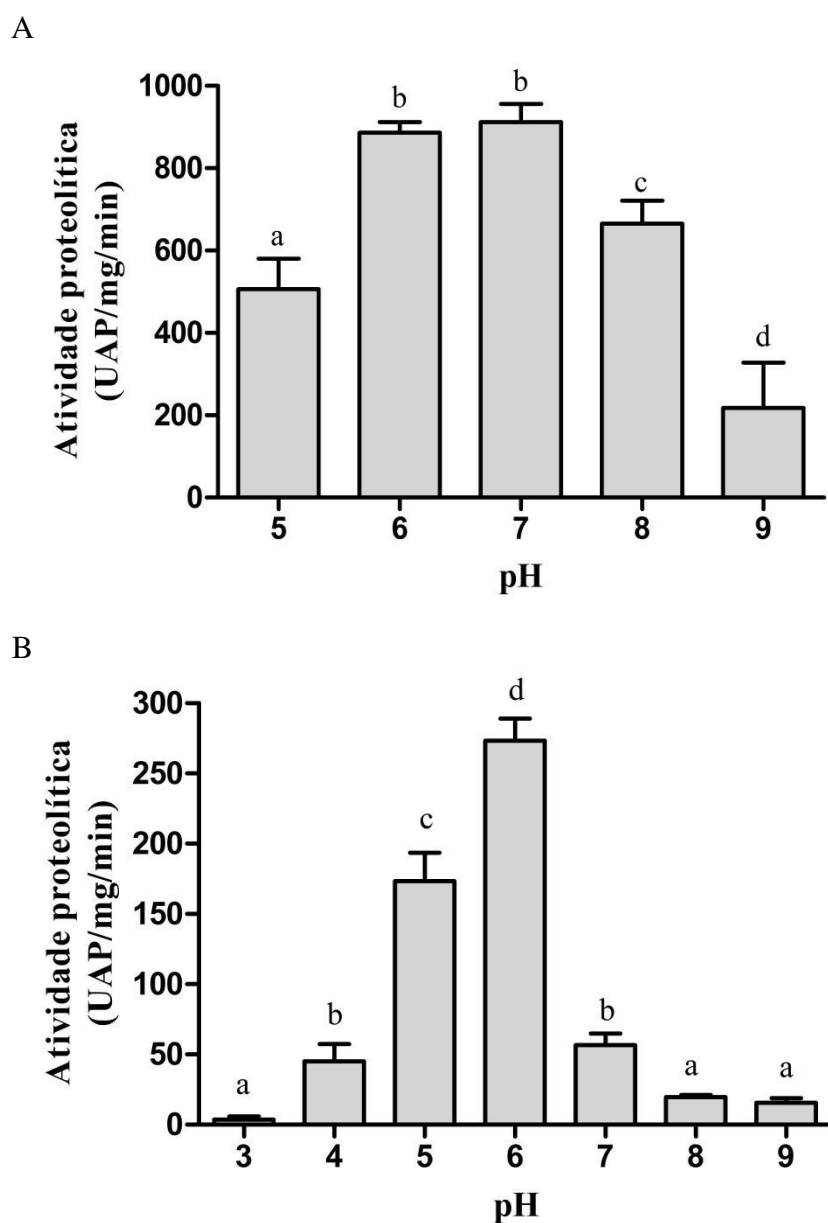 A
1000
800
600
400
200
0
a
b
b
c
d
5 6 7 8 9
pH
Atividade proteolítica
(UAP/mg/min)
B
300
250
200
150
100
50
0
a
b
c
d
b
a
a
3 4 5 6 7 8 9
pH
Atividade proteolítica
(UAP/mg/min)